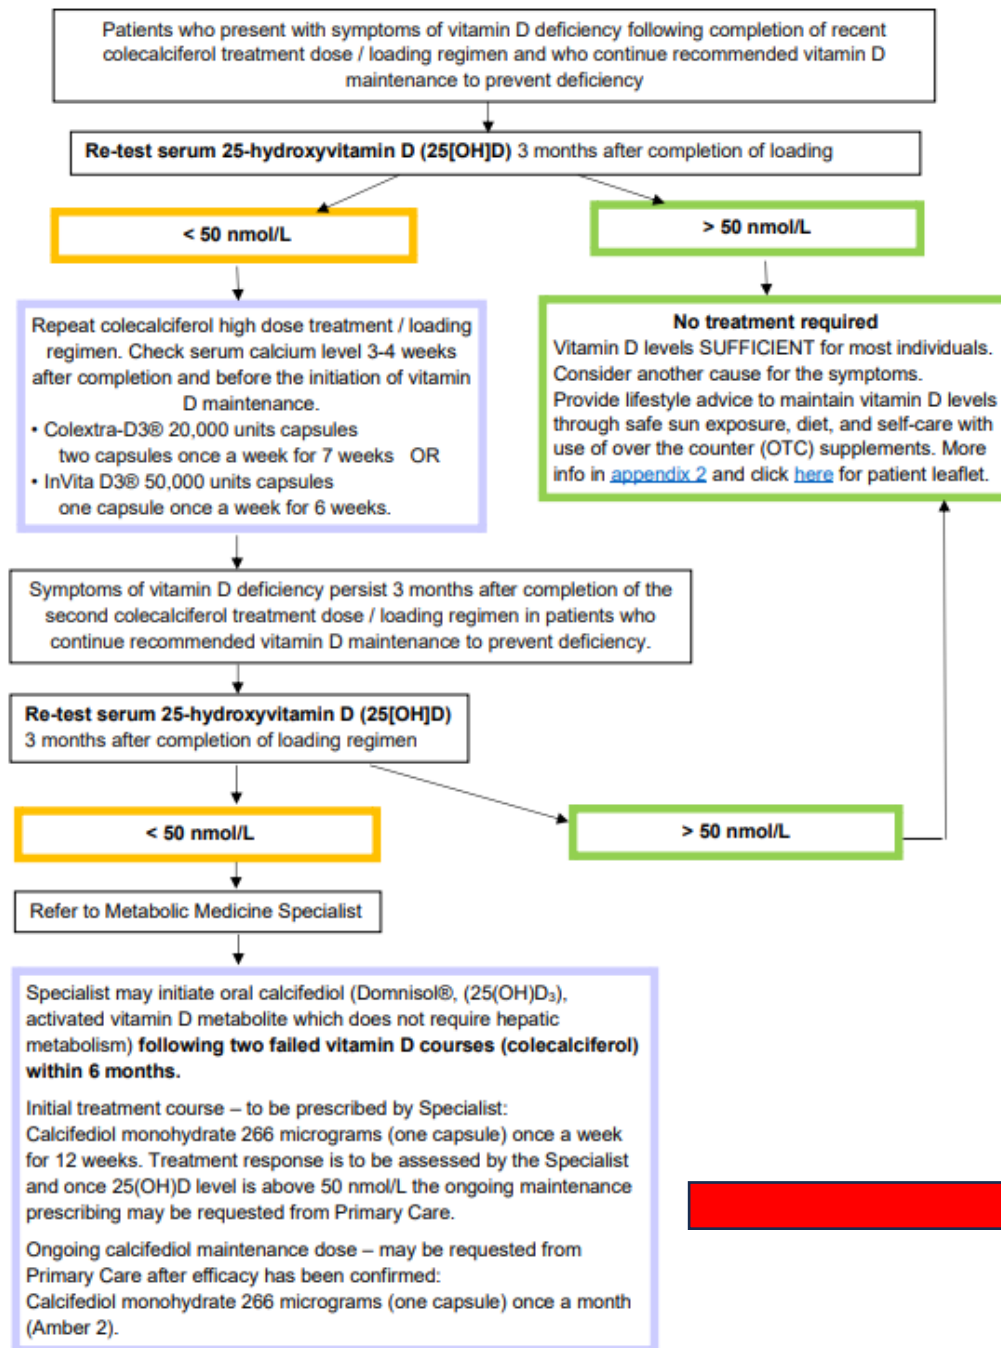 Patients who present with symptoms of vitamin D deficiency following completion of recent
colecalciferol treatment dose / loading regimen and who continue recommended vitamin D
maintenance to prevent deficiency
Re-test serum 25-hydroxyvitamin D (25[OH]D) 3 months after completion of loading
< 50 nmol/L
> 50 nmol/L
Repeat colecalciferol high dose treatment / loading
regimen. Check serum calcium level 3-4 weeks
after completion and before the initiation of vitamin
D maintenance.
• Colextra-D3® 20,000 units capsules
two capsules once a week for 7 weeks OR
• InVita D3® 50,000 units capsules
one capsule once a week for 6 weeks.
No treatment required
Vitamin D levels SUFFICIENT for most individuals.
Consider another cause for the symptoms.
Provide lifestyle advice to maintain vitamin D levels
through safe sun exposure, diet, and self-care with
use of over the counter (OTC) supplements. More
info in appendix 2 and click here for patient leaflet.
Symptoms of vitamin D deficiency persist 3 months after completion of the
second colecalciferol treatment dose / loading regimen in patients who
continue recommended vitamin D maintenance to prevent deficiency.
Re-test serum 25-hydroxyvitamin D (25[OH]D)
3 months after completion of loading regimen
< 50 nmol/L
> 50 nmol/L
Refer to Metabolic Medicine Specialist
Specialist may initiate oral calcifediol (Domnisol®, (25(OH)D₃),
activated vitamin D metabolite which does not require hepatic
metabolism) following two failed vitamin D courses (colecalciferol)
within 6 months.
Initial treatment course – to be prescribed by Specialist:
Calcifediol monohydrate 266 micrograms (one capsule) once a week
for 12 weeks. Treatment response is to be assessed by the Specialist
and once 25(OH)D level is above 50 nmol/L the ongoing maintenance
prescribing may be requested from Primary Care.
Ongoing calcifediol maintenance dose – may be requested from
Primary Care after efficacy has been confirmed:
Calcifediol monohydrate 266 micrograms (one capsule) once a month
(Amber 2).